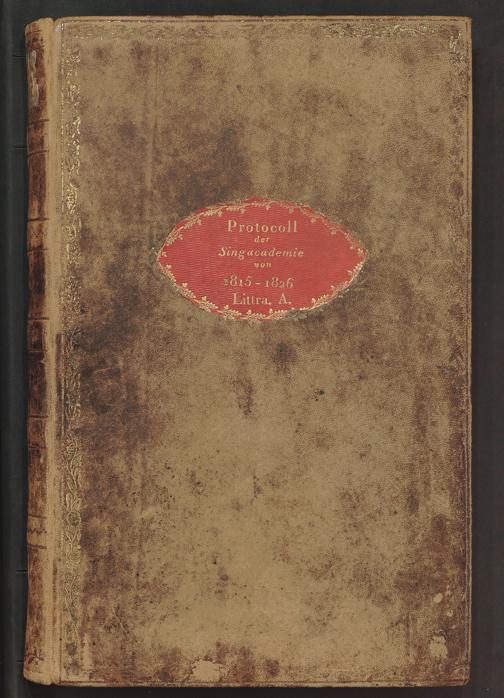 Protocoll
der
Singacademie
von
1815-1826
Littra. A.